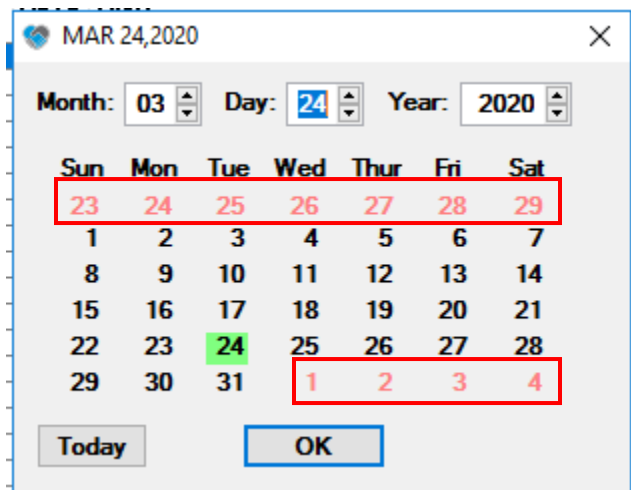 MAR 24,2020
Month: 03 Day: 24 Year: 2020
Sun Mon Tue Wed Thur Fri Sat
23 24 25 26 27 28 29
1 2 3 4 5 6 7
8 9 10 11 12 13 14
15 16 17 18 19 20 21
22 23 24 25 26 27 28
29 30 31 1 2 3 4
Today OK